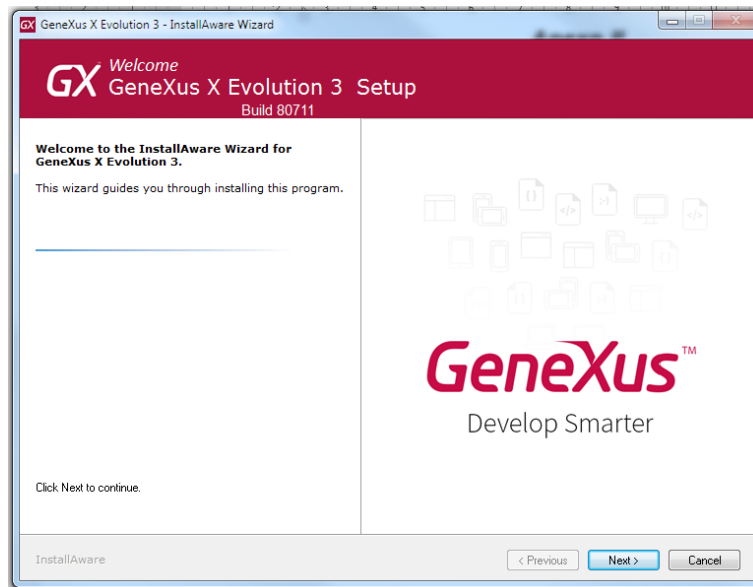 GX GeneXus X Evolution 3 - InstallAware Wizard
GX Welcome
GeneXus X Evolution 3 Setup
Build 80711
Welcome to the InstallAware Wizard for
GeneXus X Evolution 3.
This wizard guides you through installing this program.
{} </> :-)
</>
GeneXus™
Develop Smarter
Click Next to continue.
InstallAware
< Previous Next > Cancel